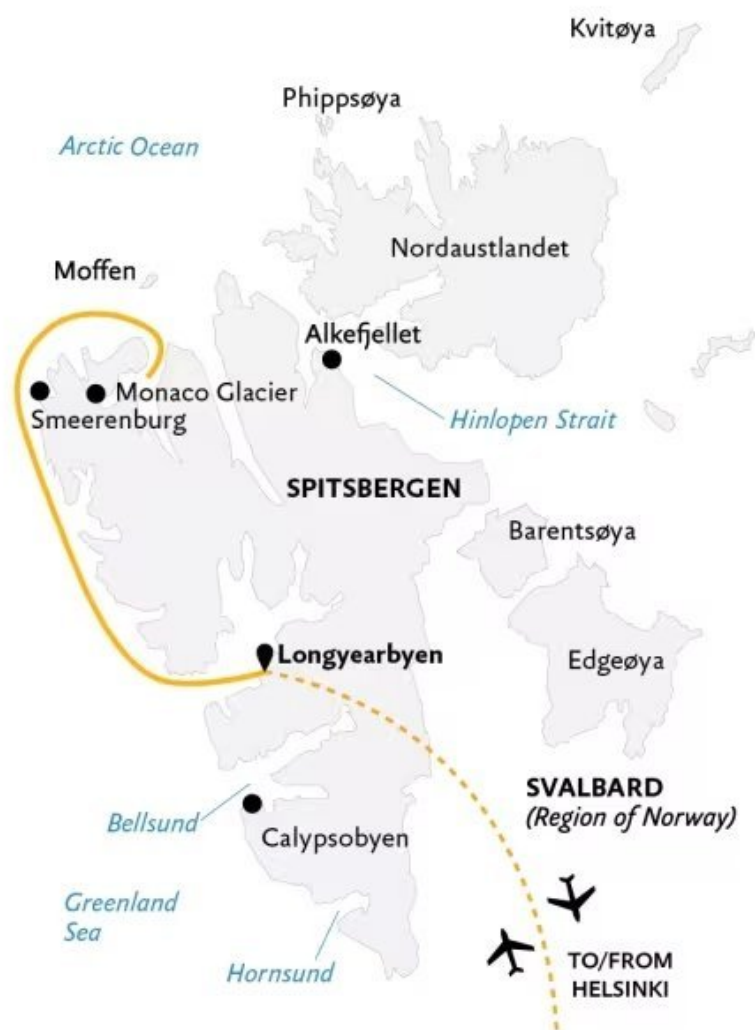 Kvitøya
Phippsøya
Arctic Ocean
Nordaustlandet
Moffen
Alkefjellet
Monaco Glacier
Smeerenburg
Hinlopen Strait
SPITSBERGEN
Barentsøya
Longyearbyen
Edgeøya
SVALBARD
(Region of Norway)
Bellsund
Calypsobyen
Greenland
Sea
Hornsund
TO/FROM
HELSINKI